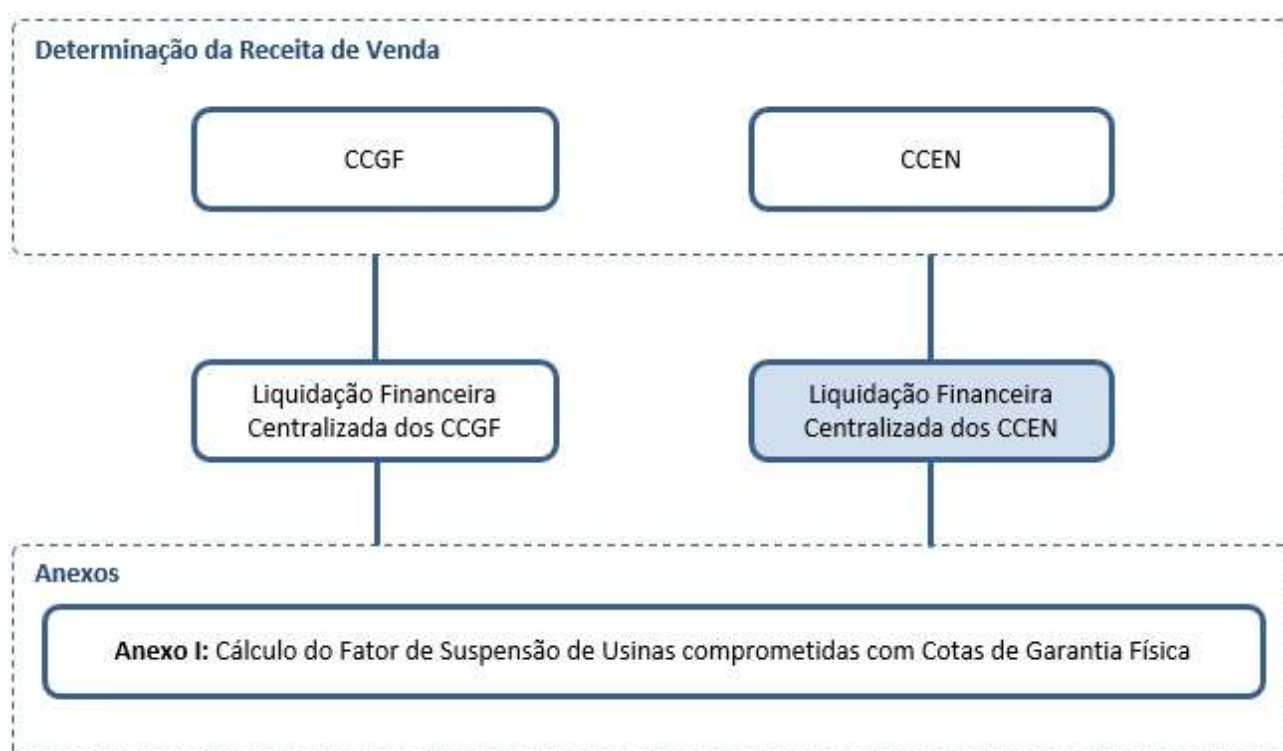 Determinação da Receita de Venda
CCGF
CCEN
Liquidação Financeira
Centralizada dos CCGF
Liquidação Financeira
Centralizada dos CCEN
Anexos
Anexo I: Cálculo do Fator de Suspensão de Usinas comprometidas com Cotas de Garantia Física